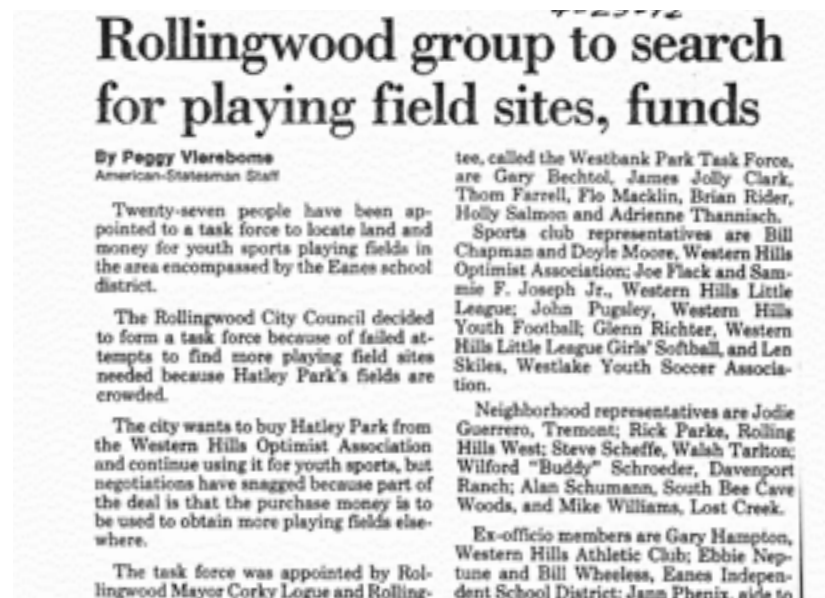 Rollingwood group to search
for playing field sites, funds
By Peggy Vierebome
American-Statesman Staff
Twenty-seven people have been ap-
pointed to a task force to locate land and
money for youth sports playing fields in
the area encompassed by the Eanes school
district.
The Rollingwood City Council decided
to form a task force because of failed at-
tempts to find more playing field sites
needed because Hatley Park's fields are
crowded.
The city wants to buy Hatley Park from
the Western Hills Optimist Association
and continue using it for youth sports, but
negotiations have snagged because part of
the deal is that the purchase money is to
be used to obtain more playing fields else-
where.
The task force was appointed by Rol-
lingwood Mayor Corky Logue and Rolling-
tee, called the Westbank Park Task Force,
are Gary Bechtol, James Jolly Clark,
Thom Farrell, Flo Macklin, Brian Rider,
Holly Salmon and Adrienne Thannisch.
Sports club representatives are Bill
Chapman and Doyle Moore, Western Hills
Optimist Association; Joe Flack and Sam-
mie F. Joseph Jr., Western Hills Little
League; John Pugsley, Western Hills
Youth Football; Glenn Richter, Western
Hills Little League Girls' Softball, and Len
Skiles, Westlake Youth Soccer Associa-
tion.
Neighborhood representatives are Jodie
Guerrero, Tremont; Rick Parke, Rolling
Hills West; Steve Scheffe, Walsh Tarlton;
Wilford "Buddy" Schroeder, Davenport
Ranch; Alan Schumann, South Bee Cave
Woods, and Mike Williams, Lost Creek.
Ex-officio members are Gary Hampton,
Western Hills Athletic Club; Ebbie Nep-
tune and Bill Wheeless, Eanes Indepen-
dent School District; Jann Phenix, aide to